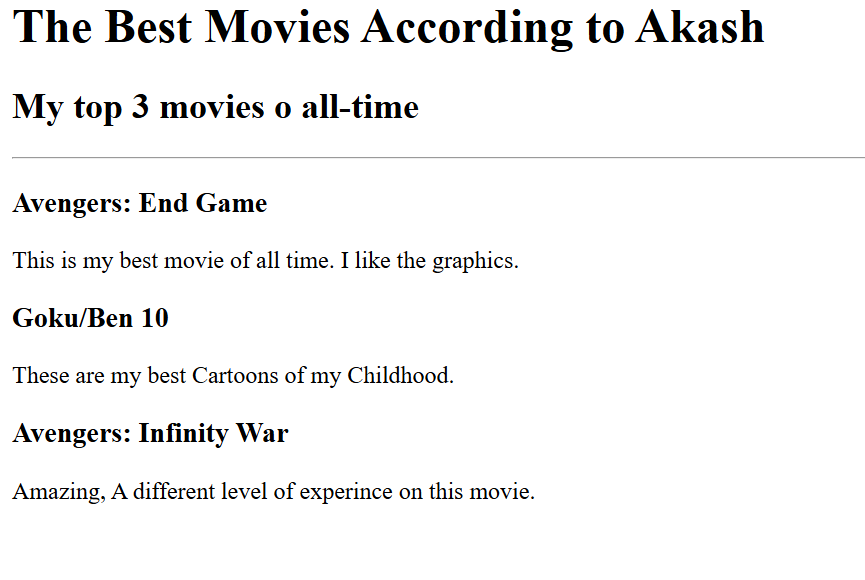 The Best Movies According to Akash
My top 3 movies o all-time
Avengers: End Game
This is my best movie of all time. I like the graphics.
Goku/Ben 10
These are my best Cartoons of my Childhood.
Avengers: Infinity War
Amazing, A different level of experince on this movie.